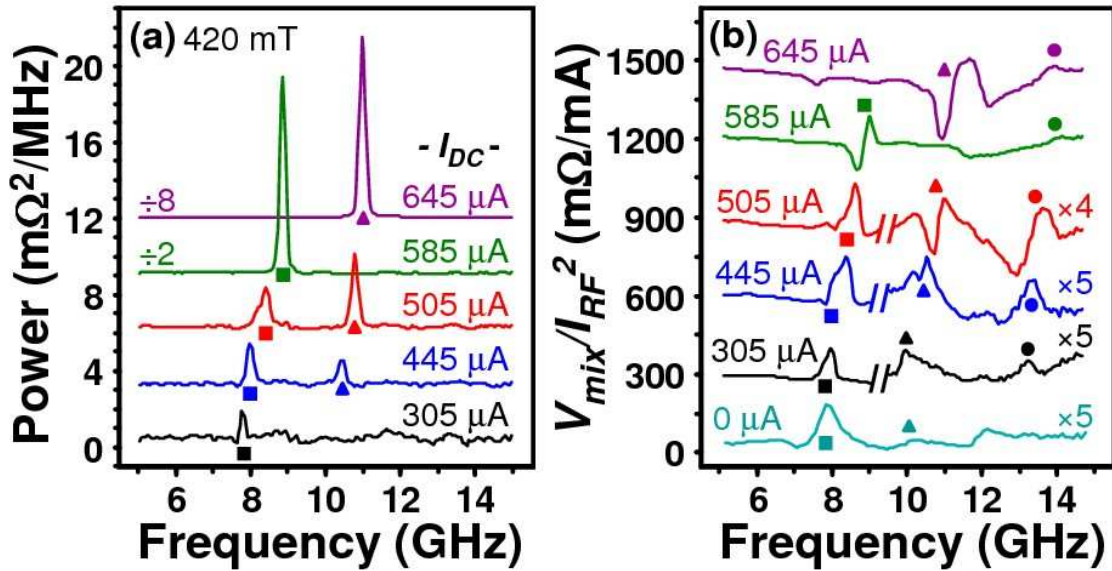 (a) 420 mT
Power (mΩ²/MHz)
20
16
12
8
4
0
- I_DC -
÷8 645 µA
÷2 585 µA
505 µA
445 µA
305 µA
6 8 10 12 14
Frequency (GHz)
(b)
V_mix/I_RF² (mΩ/mA)
1500
1200
900
600
300
0
645 µA
585 µA
505 µA ×4
445 µA ×5
305 µA ×5
0 µA ×5
6 8 10 12 14
Frequency (GHz)